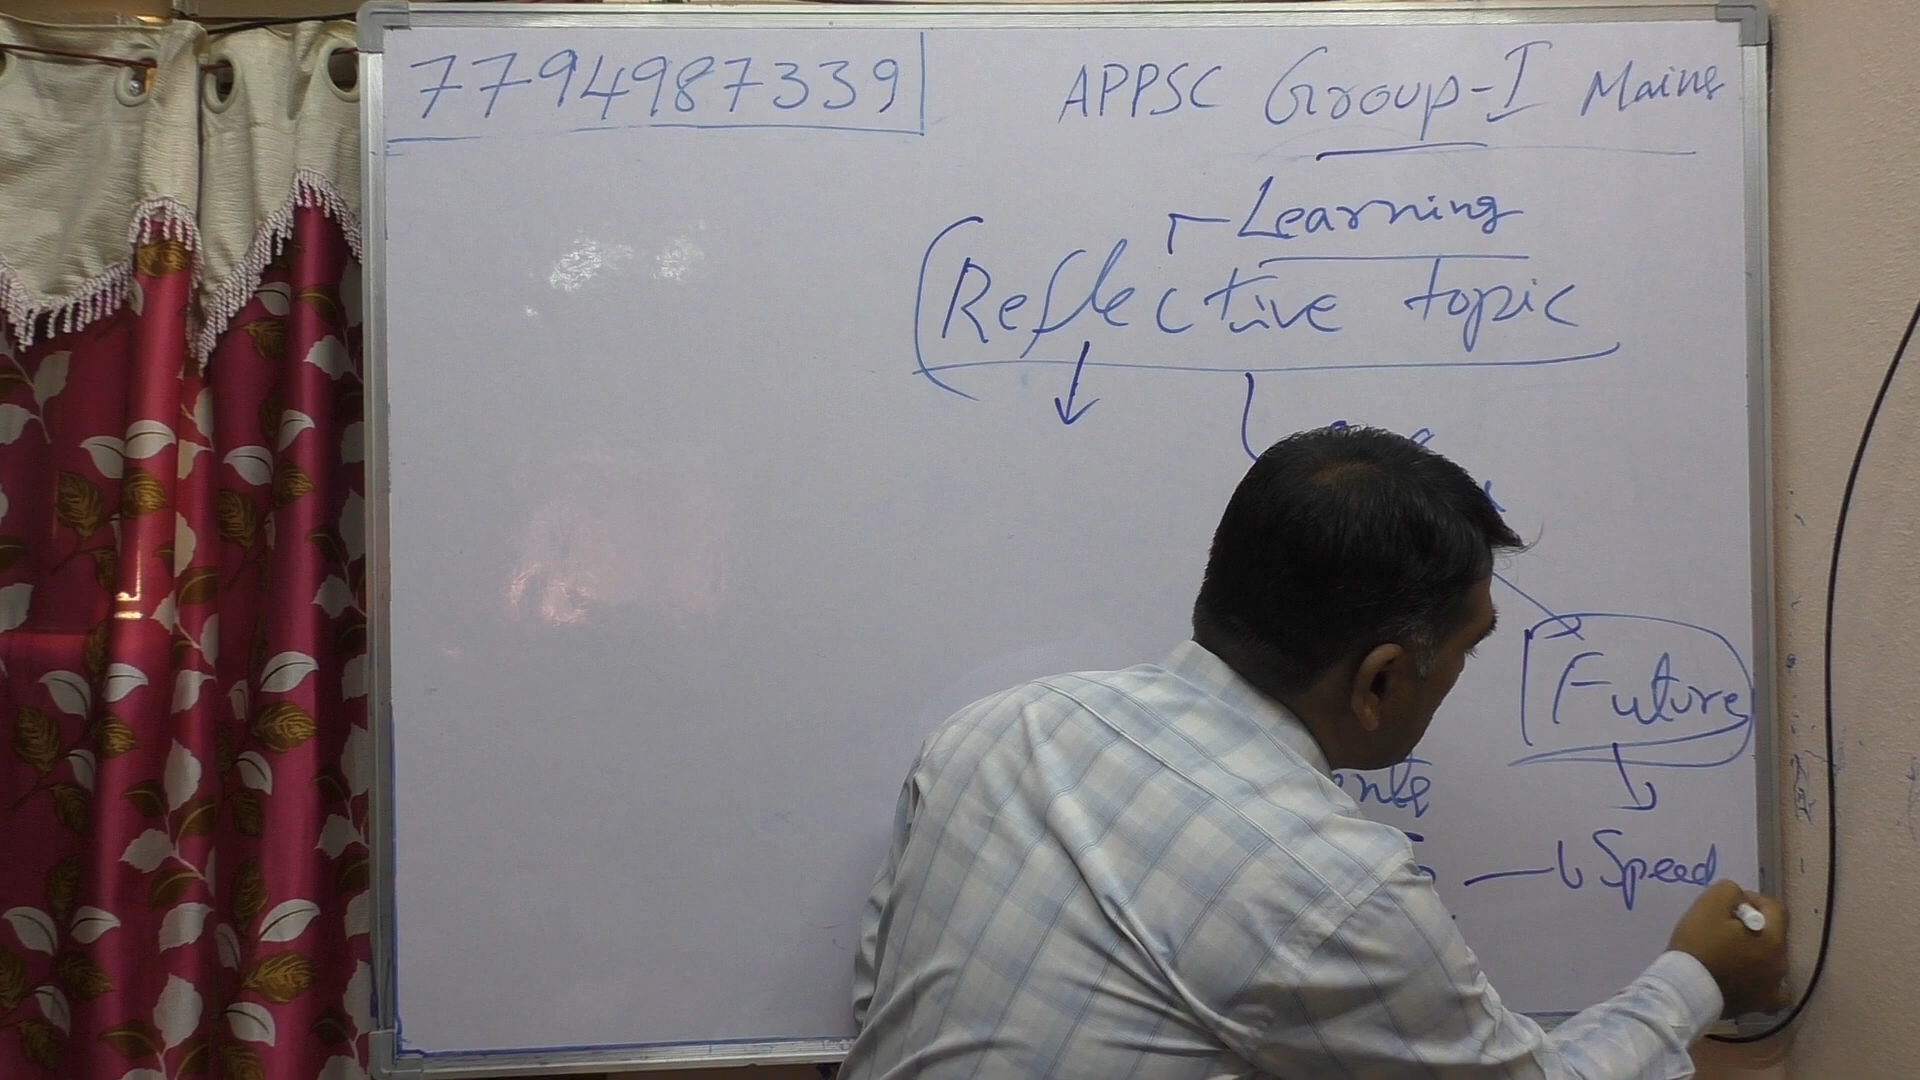 7794987339
APPSC Group-I Mains
Learning
Reflective topic
Future
Speed